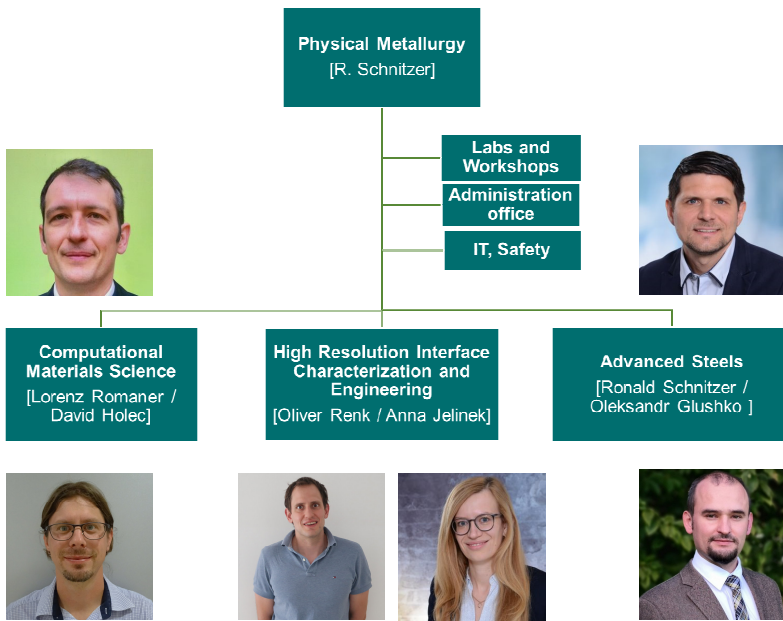 Physical Metallurgy
[R. Schnitzer]
Labs and
Workshops
Administration
office
IT, Safety
Computational
Materials Science
[Lorenz Romaner /
David Holec]
High Resolution Interface
Characterization and
Engineering
[Oliver Renk / Anna Jelinek]
Advanced Steels
[Ronald Schnitzer /
Oleksandr Glushko ]